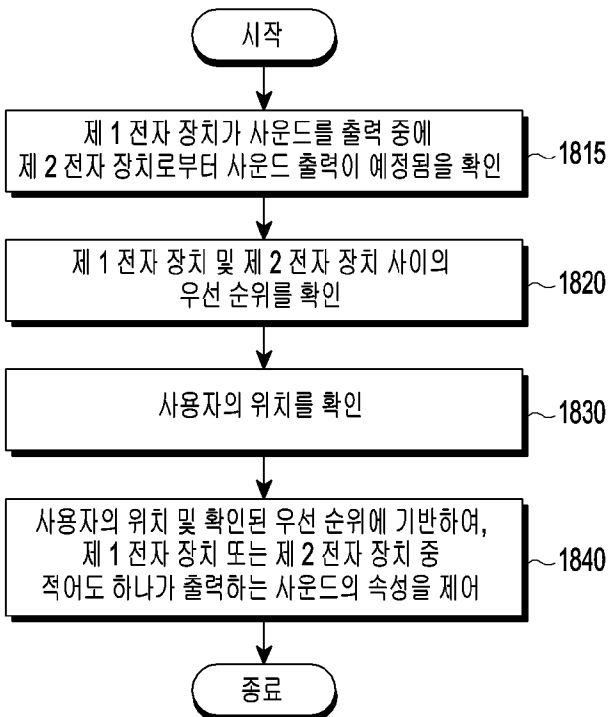 시작
제 1 전자 장치가 사운드를 출력 중에
제 2 전자 장치로부터 사운드 출력이 예정됨을 확인
1815
제 1 전자 장치 및 제 2 전자 장치 사이의
우선 순위를 확인
1820
사용자의 위치를 확인
1830
사용자의 위치 및 확인된 우선 순위에 기반하여,
제 1 전자 장치 또는 제 2 전자 장치 중
적어도 하나가 출력하는 사운드의 속성을 제어
1840
종료